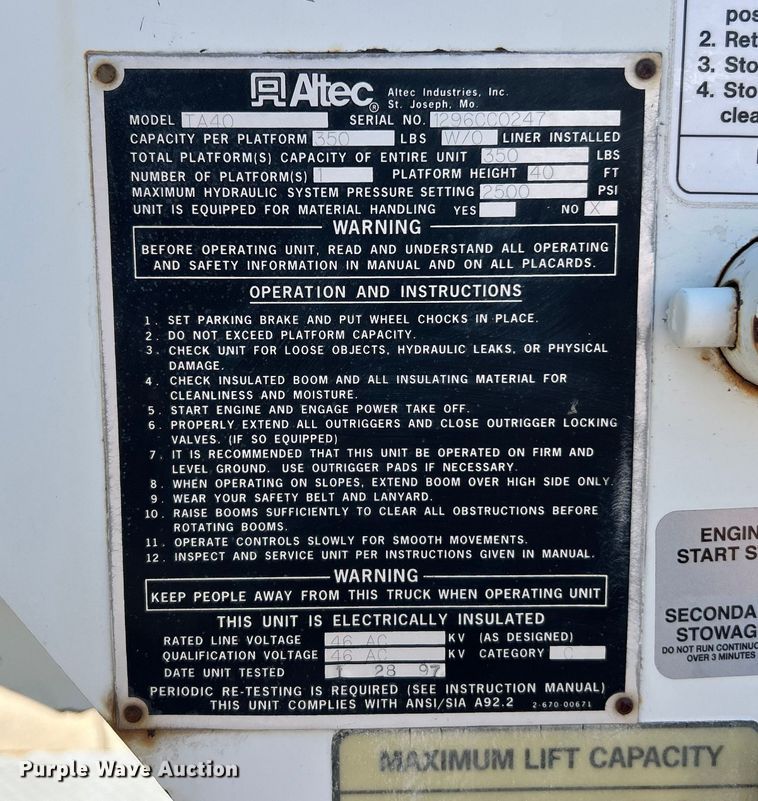 Altec® Altec Industries, Inc.
St. Joseph, Mo.
MODEL TA40 SERIAL NO. 1296CC0247
CAPACITY PER PLATFORM 350 LBS W/O LINER INSTALLED
TOTAL PLATFORM(S) CAPACITY OF ENTIRE UNIT 350 LBS
NUMBER OF PLATFORM(S) 1 PLATFORM HEIGHT 40 FT
MAXIMUM HYDRAULIC SYSTEM PRESSURE SETTING 2500 PSI
UNIT IS EQUIPPED FOR MATERIAL HANDLING YES NO X
WARNING
BEFORE OPERATING UNIT, READ AND UNDERSTAND ALL OPERATING
AND SAFETY INFORMATION IN MANUAL AND ON ALL PLACARDS.
OPERATION AND INSTRUCTIONS
1. SET PARKING BRAKE AND PUT WHEEL CHOCKS IN PLACE.
2. DO NOT EXCEED PLATFORM CAPACITY.
3. CHECK UNIT FOR LOOSE OBJECTS, HYDRAULIC LEAKS, OR PHYSICAL
DAMAGE.
4. CHECK INSULATED BOOM AND ALL INSULATING MATERIAL FOR
CLEANLINESS AND MOISTURE.
5. START ENGINE AND ENGAGE POWER TAKE OFF.
6. PROPERLY EXTEND ALL OUTRIGGERS AND CLOSE OUTRIGGER LOCKING
VALVES. (IF SO EQUIPPED)
7. IT IS RECOMMENDED THAT THIS UNIT BE OPERATED ON FIRM AND
LEVEL GROUND. USE OUTRIGGER PADS IF NECESSARY.
8. WHEN OPERATING ON SLOPES, EXTEND BOOM OVER HIGH SIDE ONLY.
9. WEAR YOUR SAFETY BELT AND LANYARD.
10. RAISE BOOMS SUFFICIENTLY TO CLEAR ALL OBSTRUCTIONS BEFORE
ROTATING BOOMS.
11. OPERATE CONTROLS SLOWLY FOR SMOOTH MOVEMENTS.
12. INSPECT AND SERVICE UNIT PER INSTRUCTIONS GIVEN IN MANUAL.
WARNING
KEEP PEOPLE AWAY FROM THIS TRUCK WHEN OPERATING UNIT
THIS UNIT IS ELECTRICALLY INSULATED
RATED LINE VOLTAGE 46 AC KV (AS DESIGNED)
QUALIFICATION VOLTAGE 46 AC KV CATEGORY C
DATE UNIT TESTED 1 28 97
PERIODIC RE-TESTING IS REQUIRED (SEE INSTRUCTION MANUAL)
THIS UNIT COMPLIES WITH ANSI/SIA A92.2 2-670-00671
pos
2. Ret
3. Sto
4. Sto
clea
ENGIN
START S
SECONDA
STOWAG
DO NOT RUN CONTINUO
OVER 3 MINUTES
MAXIMUM LIFT CAPACITY
Purple Wave Auction